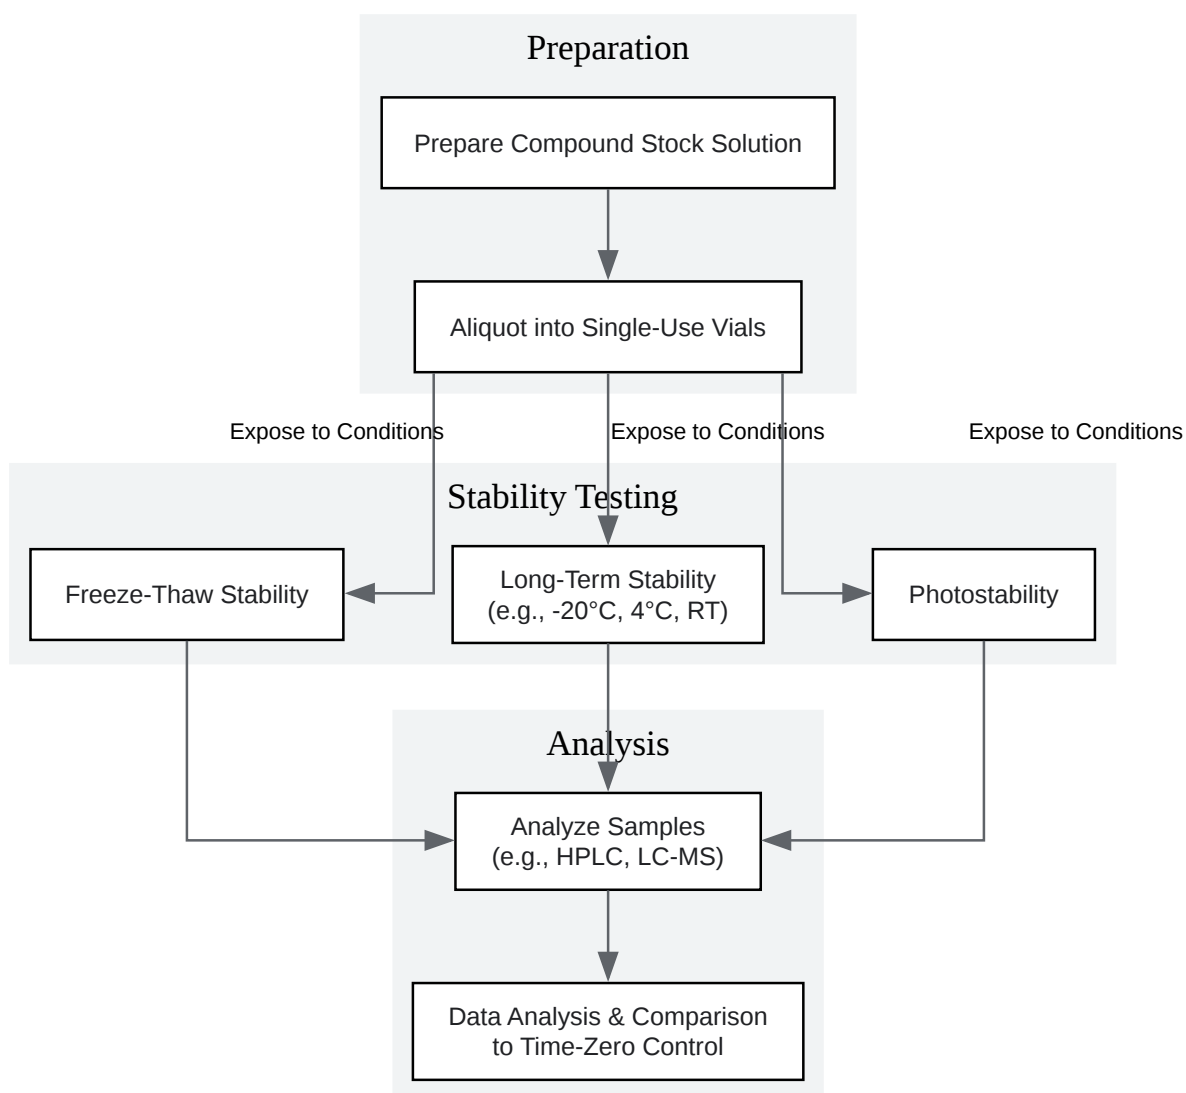 Preparation
Prepare Compound Stock Solution
Aliquot into Single-Use Vials
Expose to Conditions
Expose to Conditions
Expose to Conditions
Stability Testing
Freeze-Thaw Stability
Long-Term Stability
(e.g., -20°C, 4°C, RT)
Photostability
Analysis
Analyze Samples
(e.g., HPLC, LC-MS)
Data Analysis & Comparison
to Time-Zero Control